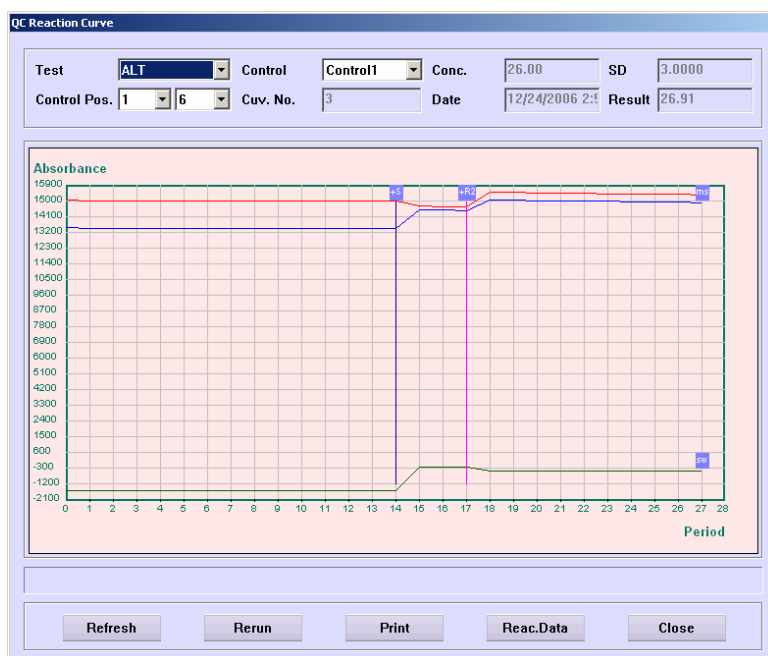 QC Reaction Curve
Test ALT Control Control1 Conc. 26.00 SD 3.0000
Control Pos. 1 6 Cuv. No. 3 Date 12/24/2006 2:5 Result 26.91
Absorbance
15900
15000
14100
13200
12300
11400
10500
9600
8700
7800
6900
6000
5100
4200
3300
2400
1500
600
-300
-1200
-2100
+S
+R2
ms
sw
0 1 2 3 4 5 6 7 8 9 10 11 12 13 14 15 16 17 18 19 20 21 22 23 24 25 26 27 28
Period
Refresh Rerun Print Reac.Data Close